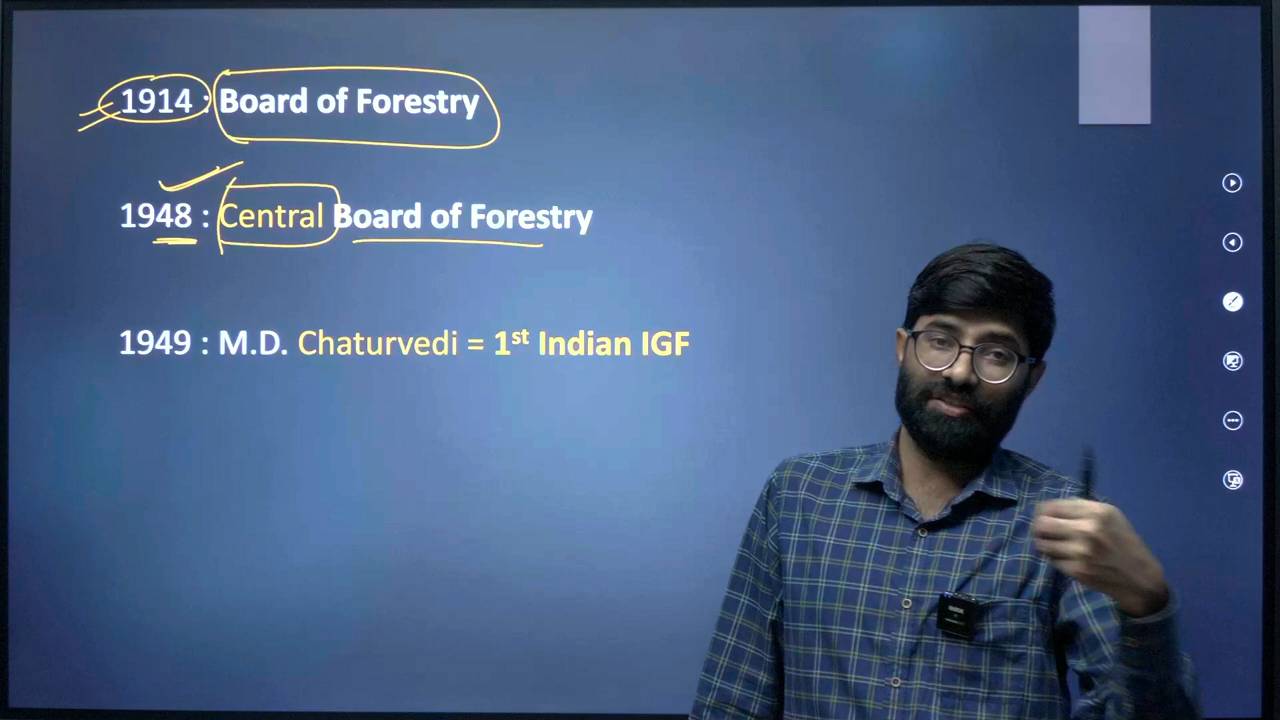 1914 : Board of Forestry
1948 : Central Board of Forestry
1949 : M.D. Chaturvedi = 1st Indian IGF